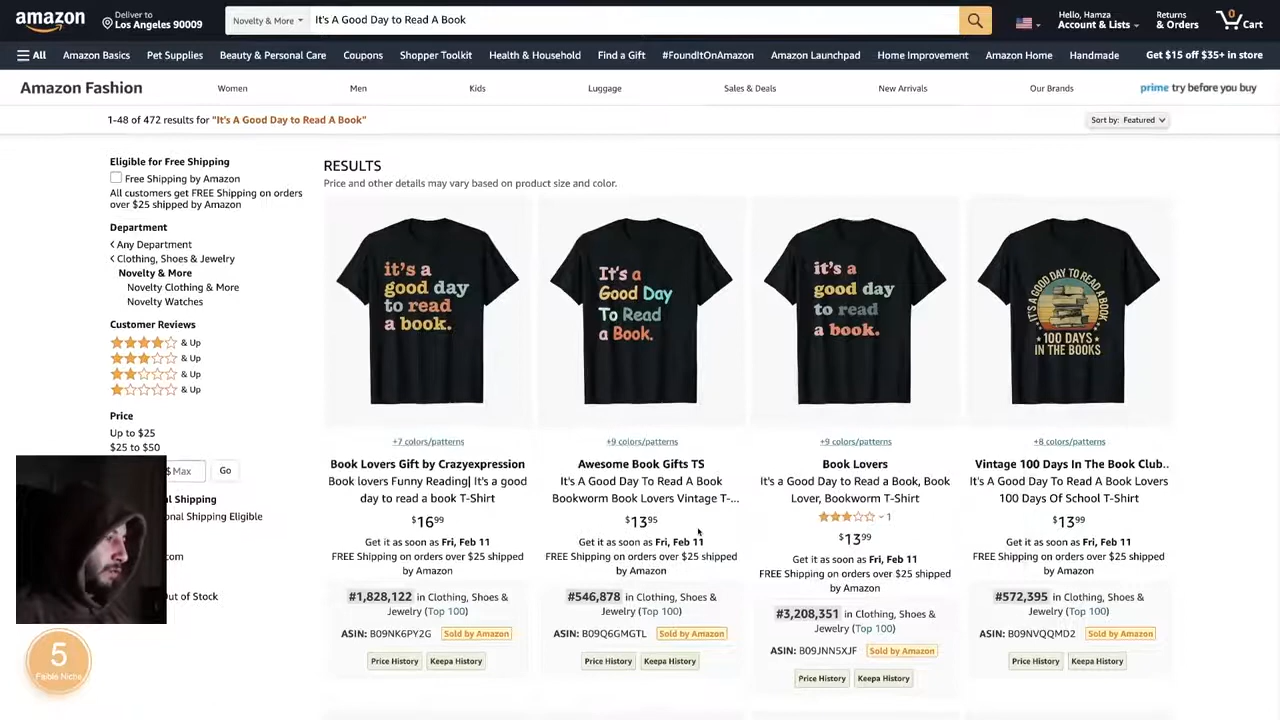 amazon
Deliver to
Los Angeles 90009
Novelty & More
It's A Good Day to Read A Book
Hello, Hamza
Account & Lists
Returns
& Orders
0
Cart
All
Amazon Basics
Pet Supplies
Beauty & Personal Care
Coupons
Shopper Toolkit
Health & Household
Find a Gift
#FoundItOnAmazon
Amazon Launchpad
Home Improvement
Amazon Home
Handmade
Get $15 off $35+ in store
Amazon Fashion
Women
Men
Kids
Luggage
Sales & Deals
New Arrivals
Our Brands
prime try before you buy
1-48 of 472 results for "It's A Good Day to Read A Book"
Sort by: Featured
Eligible for Free Shipping
Free Shipping by Amazon
All customers get FREE Shipping on orders
over $25 shipped by Amazon
Department
Any Department
Clothing, Shoes & Jewelry
Novelty & More
Novelty Clothing & More
Novelty Watches
Customer Reviews
& Up
& Up
& Up
& Up
Price
Up to $25
$25 to $50
$ Max
Go
al Shipping
onal Shipping Eligible
.com
Out of Stock
5
Faible Niche
RESULTS
Price and other details may vary based on product size and color.
it's a
good day
to read
a book.
+7 colors/patterns
Book Lovers Gift by Crazyexpression
Book lovers Funny Reading| It's a good
day to read a book T-Shirt
$1699
Get it as soon as Fri, Feb 11
FREE Shipping on orders over $25 shipped
by Amazon
#1,828,122 in Clothing, Shoes &
Jewelry (Top 100)
ASIN: B09NK6PY2G
Sold by Amazon
Price History
Keepa History
It's a
Good Day
To Read
a Book.
+9 colors/patterns
Awesome Book Gifts TS
It's A Good Day To Read A Book
Bookworm Book Lovers Vintage T-...
$1395
Get it as soon as Fri, Feb 11
FREE Shipping on orders over $25 shipped
by Amazon
#546,878 in Clothing, Shoes &
Jewelry (Top 100)
ASIN: B09Q6GMGTL
Sold by Amazon
Price History
Keepa History
it's a
good day
to read
a book.
+9 colors/patterns
Book Lovers
It's a Good Day to Read a Book, Book
Lover, Bookworm T-Shirt
1
$1399
Get it as soon as Fri, Feb 11
FREE Shipping on orders over $25 shipped
by Amazon
#3,208,351 in Clothing, Shoes &
Jewelry (Top 100)
ASIN: B09JNN5XJF
Sold by Amazon
Price History
Keepa History
IT'S A GOOD DAY TO READ A BOOK
100 DAYS
IN THE BOOKS
+8 colors/patterns
Vintage 100 Days In The Book Club..
It's A Good Day To Read A Book Lovers
100 Days Of School T-Shirt
$1399
Get it as soon as Fri, Feb 11
FREE Shipping on orders over $25 shipped
by Amazon
#572,395 in Clothing, Shoes &
Jewelry (Top 100)
ASIN: B09NVQQMD2
Sold by Amazon
Price History
Keepa History